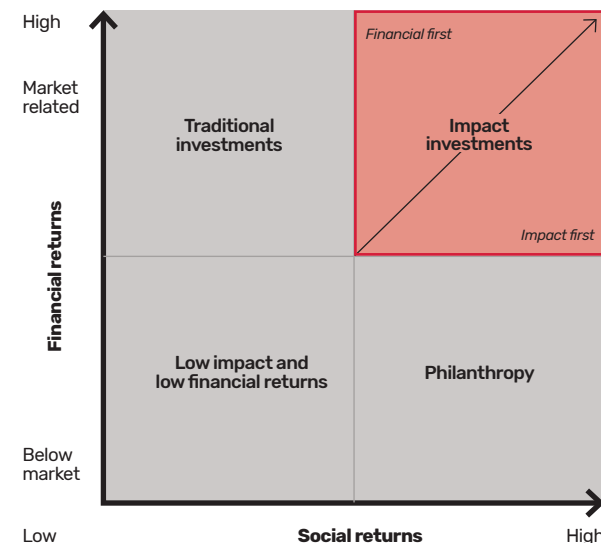 High
Financial first
Market
related
Traditional
investments
Impact
investments
Financial returns
Impact first
Low impact and
low financial returns
Philanthropy
Below
market
Low
Social returns
High